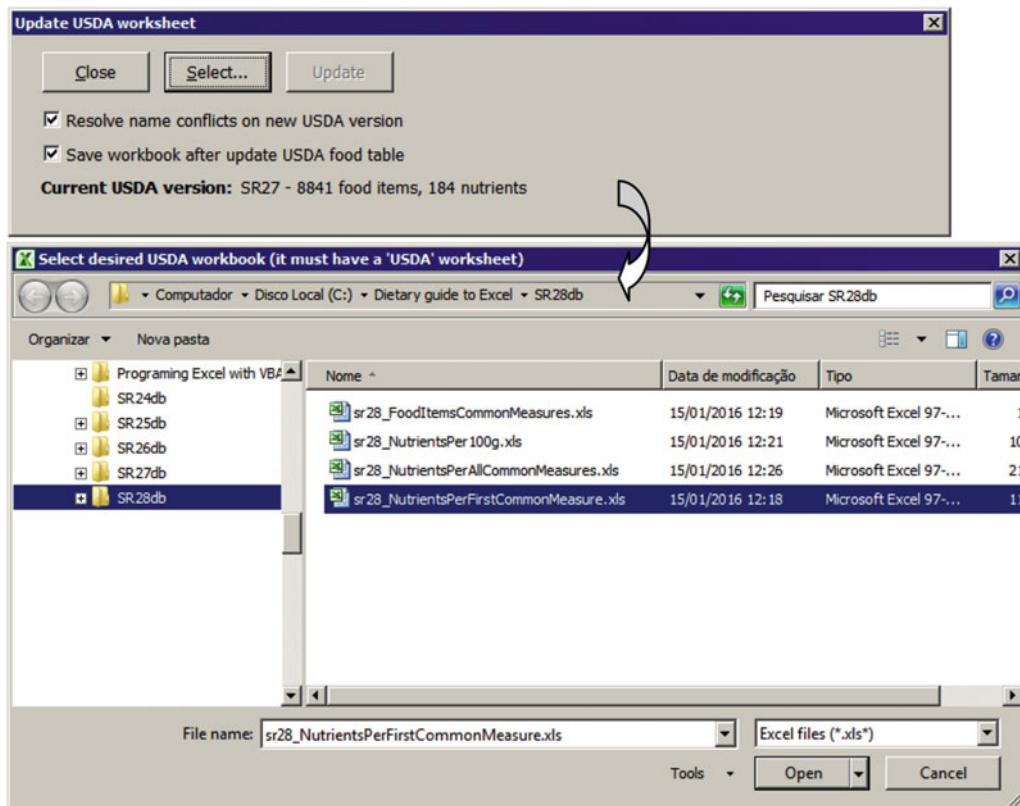 Update USDA worksheet
Close Select... Update
Resolve name conflicts on new USDA version
Save workbook after update USDA food table
Current USDA version: SR27 - 8841 food items, 184 nutrients
Select desired USDA workbook (it must have a 'USDA' worksheet)
Computador Disco Local (C:) Dietary guide to Excel SR28db Pesquisar SR28db
Organizar Nova pasta
Programing Excel with VBA Nome Data de modificação Tipo Tamar
SR24db sr28_FoodItemsCommonMeasures.xls 15/01/2016 12:19 Microsoft Excel 97-...
SR25db sr28_NutrientsPer100g.xls 15/01/2016 12:21 Microsoft Excel 97-... 10
SR26db sr28_NutrientsPerAllCommonMeasures.xls 15/01/2016 12:26 Microsoft Excel 97-... 21
SR27db
SR28db sr28_NutrientsPerFirstCommonMeasure.xls 15/01/2016 12:18 Microsoft Excel 97-... 11
File name: sr28_NutrientsPerFirstCommonMeasure.xls Excel files (*.xls*)
Tools Open Cancel